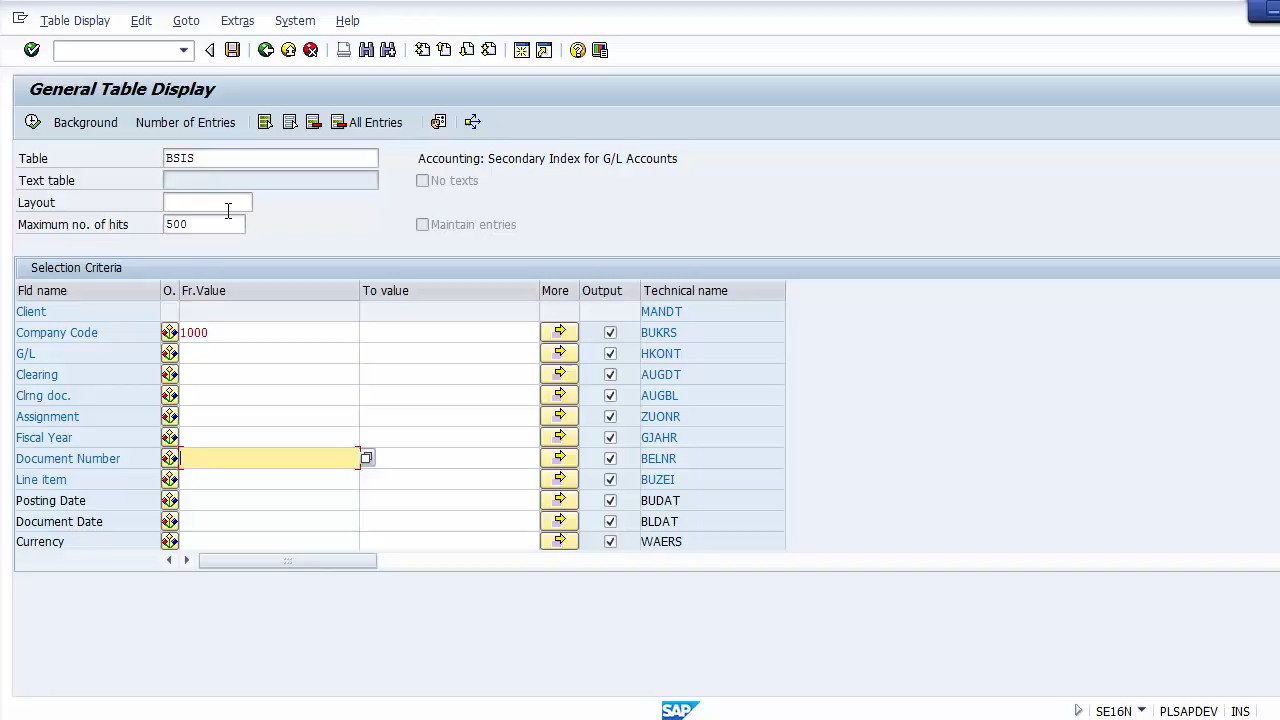 Table Display Edit Goto Extras System Help
General Table Display
Background Number of Entries All Entries
Table BSIS Accounting: Secondary Index for G/L Accounts
Text table No texts
Layout
Maximum no. of hits 500 Maintain entries
Selection Criteria
Fld name O. Fr.Value To value More Output Technical name
Client MANDT
Company Code 1000 BUKRS
G/L HKONT
Clearing AUGDT
Clrng doc. AUGBL
Assignment ZUONR
Fiscal Year GJAHR
Document Number BELNR
Line item BUZEI
Posting Date BUDAT
Document Date BLDAT
Currency WAERS
SAP SE16N PLSAPDEV INS